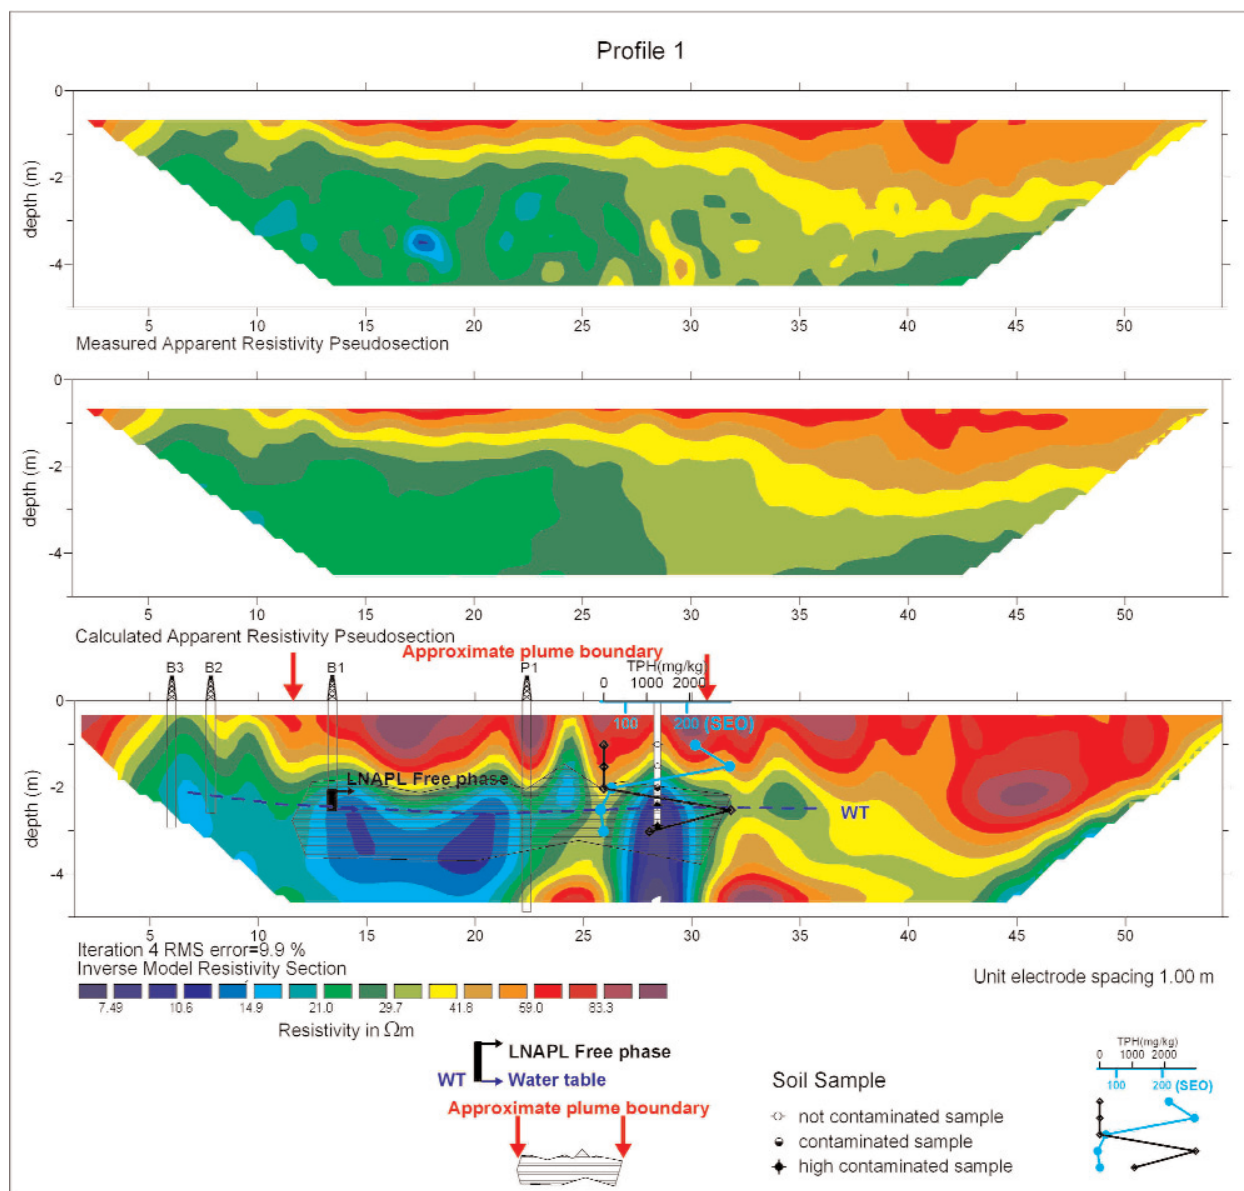 Profile 1
0
-2
-4
depth (m)
5 10 15 20 25 30 35 40 45 50
Measured Apparent Resistivity Pseudosection
0
-2
-4
depth (m)
5 10 15 20 25 30 35 40 45 50
Calculated Apparent Resistivity Pseudosection
Approximate plume boundary
B3 B2 B1 P1 TPH(mg/kg)
0 1000 2000
100 200 (SEO)
0
-2
-4
depth (m)
LNAPL Free phase
WT
5 10 15 20 25 30 35 40 45 50
Iteration 4 RMS error=9.9 %
Inverse Model Resistivity Section
Unit electrode spacing 1.00 m
7.49 10.6 14.9 21.0 29.7 41.8 59.0 83.3
Resistivity in Ωm
LNAPL Free phase
WT Water table
Approximate plume boundary
Soil Sample
not contaminated sample
contaminated sample
high contaminated sample
TPH(mg/kg)
0 1000 2000
100 200 (SEO)